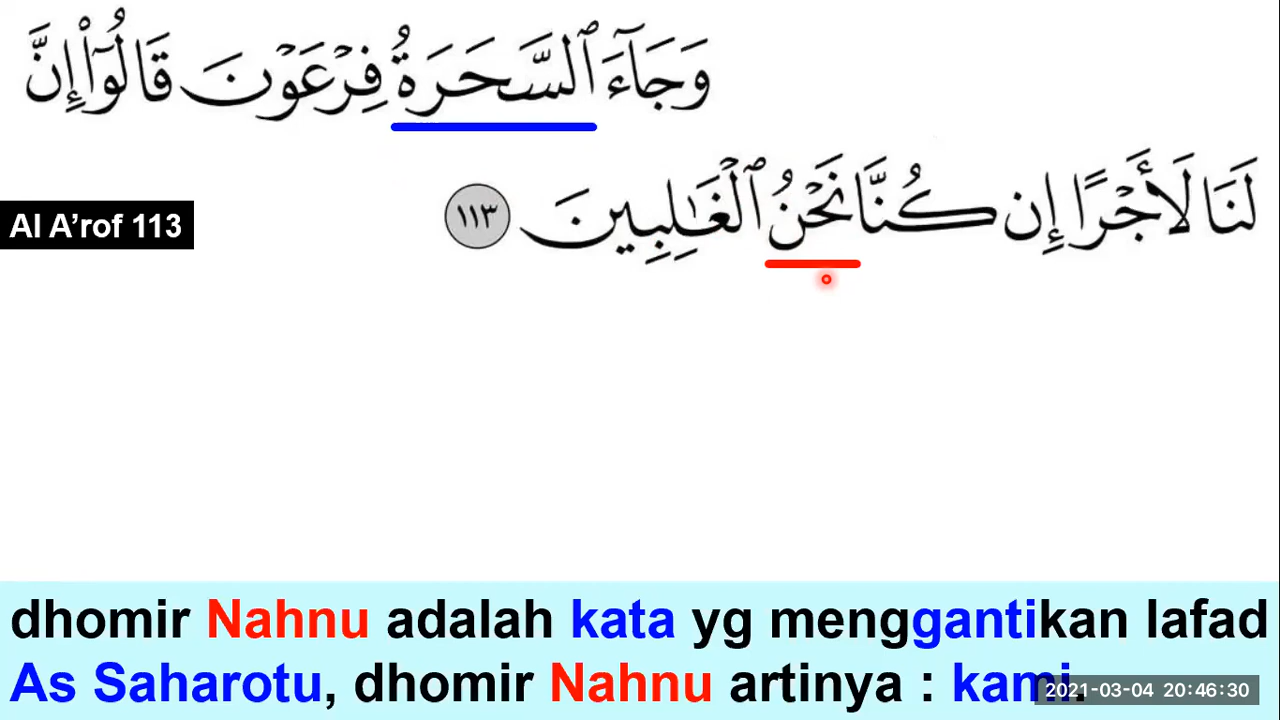 وَجَآءَ ٱلسَّحَرَةُ فِرْعَوْنَ قَالُوٓا۟ إِنَّ
لَنَا لَأَجْرًا إِن كُنَّا نَحْنُ ٱلْغَـٰلِبِينَ ١١٣
Al A’rof 113
dhomir Nahnu adalah kata yg menggantikan lafad
As Saharotu, dhomir Nahnu artinya : kami.
2021-03-04 20:46:30